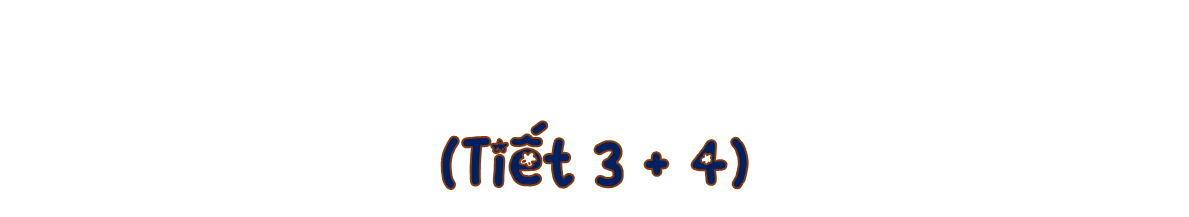 (Tiết 3 + 4)